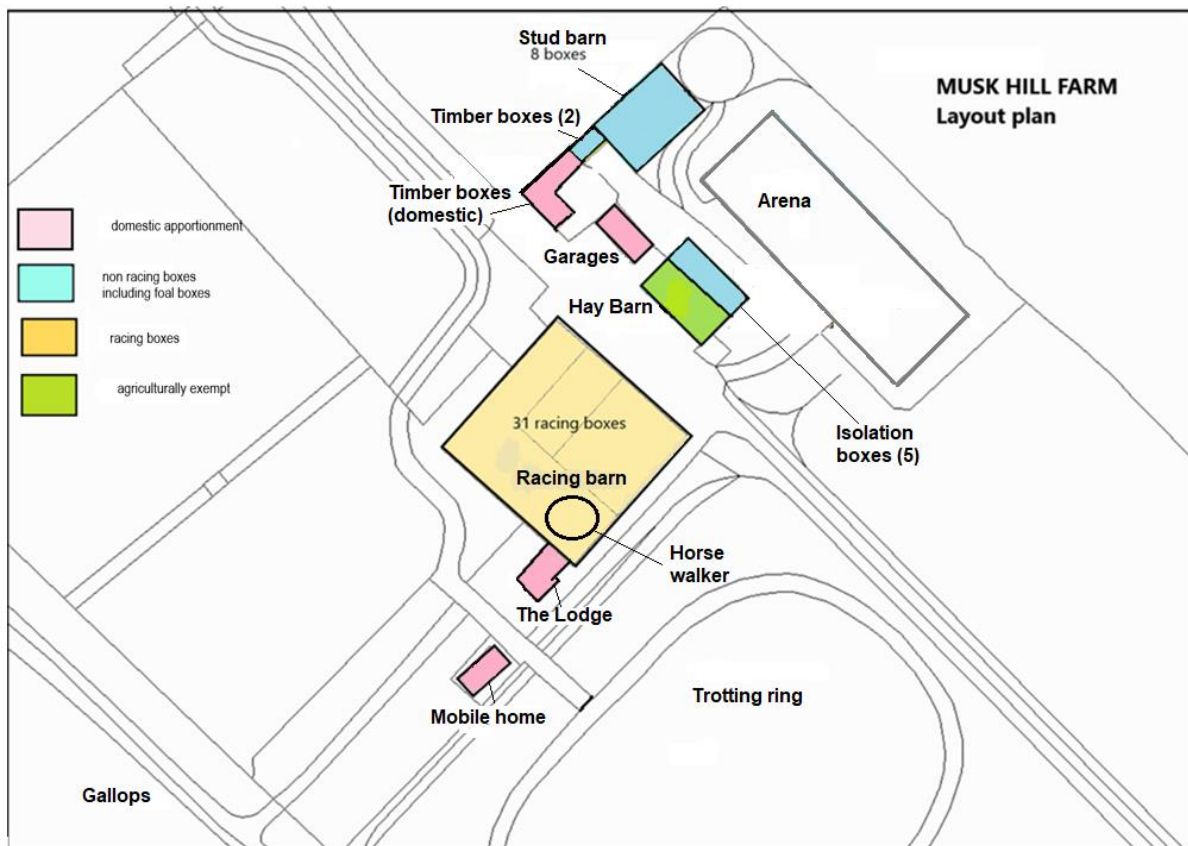 Stud barn
8 boxes
MUSK HILL FARM
Layout plan
Timber boxes (2)
Timber boxes
(domestic)
Arena
domestic apportionment
non racing boxes
including foal boxes
racing boxes
agriculturally exempt
Garages
Hay Barn
31 racing boxes
Isolation
boxes (5)
Racing barn
Horse
walker
The Lodge
Mobile home
Trotting ring
Gallops